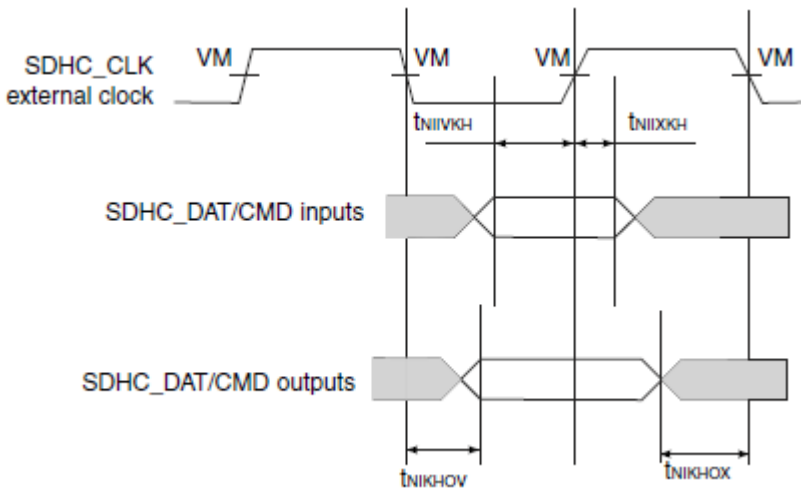 SDHC_CLK
external clock
VM
VM
VM
VM
tNIIVKH
tNIIXKH
SDHC_DAT/CMD inputs
SDHC_DAT/CMD outputs
tNIKHOV
tNIKHOX